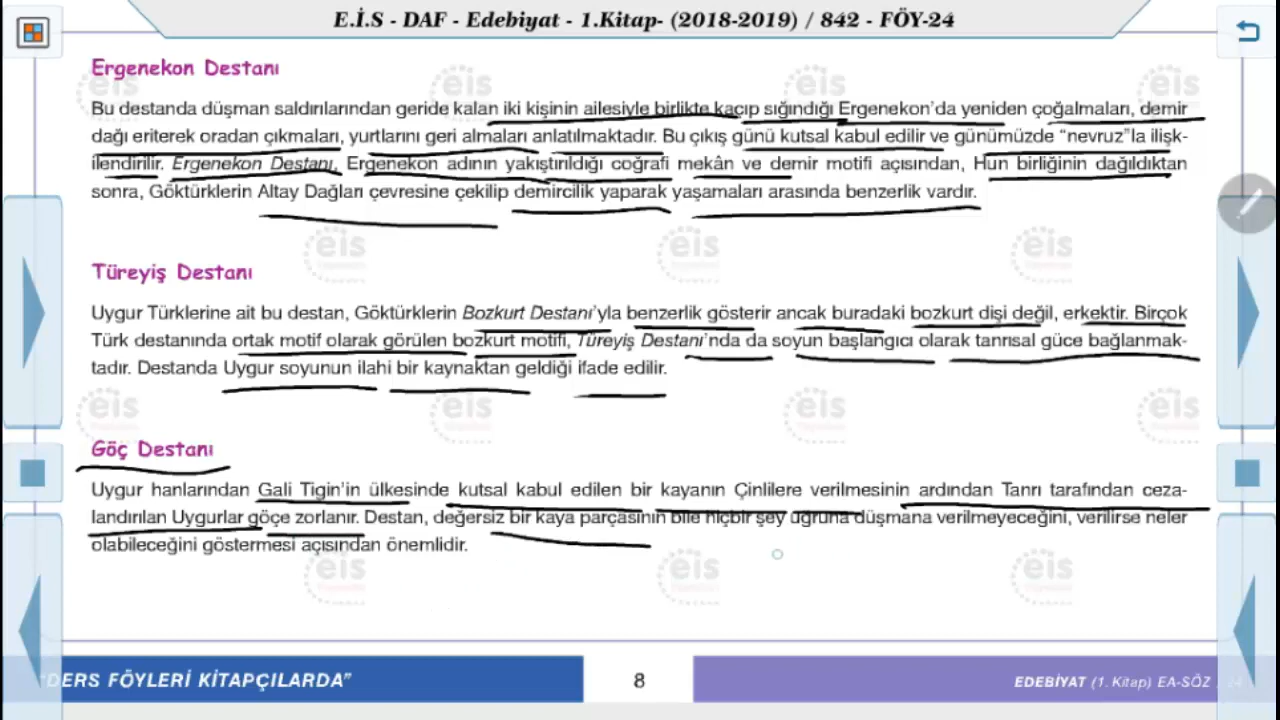 E.İ.S - DAF - Edebiyat - 1.Kitap- (2018-2019) / 842 - FÖY-24
Ergenekon Destanı
Bu destanda düşman saldırılarından geride kalan iki kişinin ailesiyle birlikte kaçıp sığındığı Ergenekon'da yeniden çoğalmaları, demir
dağı eriterek oradan çıkmaları, yurtlarını geri almaları anlatılmaktadır. Bu çıkış günü kutsal kabul edilir ve günümüzde “nevruz”la ilişk-
ilendirilir. Ergenekon Destanı, Ergenekon adının yakıştırıldığı coğrafi mekân ve demir motifi açısından, Hun birliğinin dağıldıktan
sonra, Göktürklerin Altay Dağları çevresine çekilip demircilik yaparak yaşamaları arasında benzerlik vardır.
Türeyiş Destanı
Uygur Türklerine ait bu destan, Göktürklerin Bozkurt Destanı'yla benzerlik gösterir ancak buradaki bozkurt dişi değil, erkektir. Birçok
Türk destanında ortak motif olarak görülen bozkurt motifi, Türeyiş Destanı'nda da soyun başlangıcı olarak tanrısal güce bağlanmak-
tadır. Destanda Uygur soyunun ilahi bir kaynaktan geldiği ifade edilir.
Göç Destanı
Uygur hanlarından Gali Tigin'in ülkesinde kutsal kabul edilen bir kayanın Çinlilere verilmesinin ardından Tanrı tarafından ceza-
landırılan Uygurlar göçe zorlanır. Destan, değersiz bir kaya parçasının bile hiçbir şey uğruna düşmana verilmeyeceğini, verilirse neler
olabileceğini göstermesi açısından önemlidir.
“DERS FÖYLERİ KİTAPÇILARDA”
8
EDEBİYAT (1. Kitap) EA-SÖZ / 24